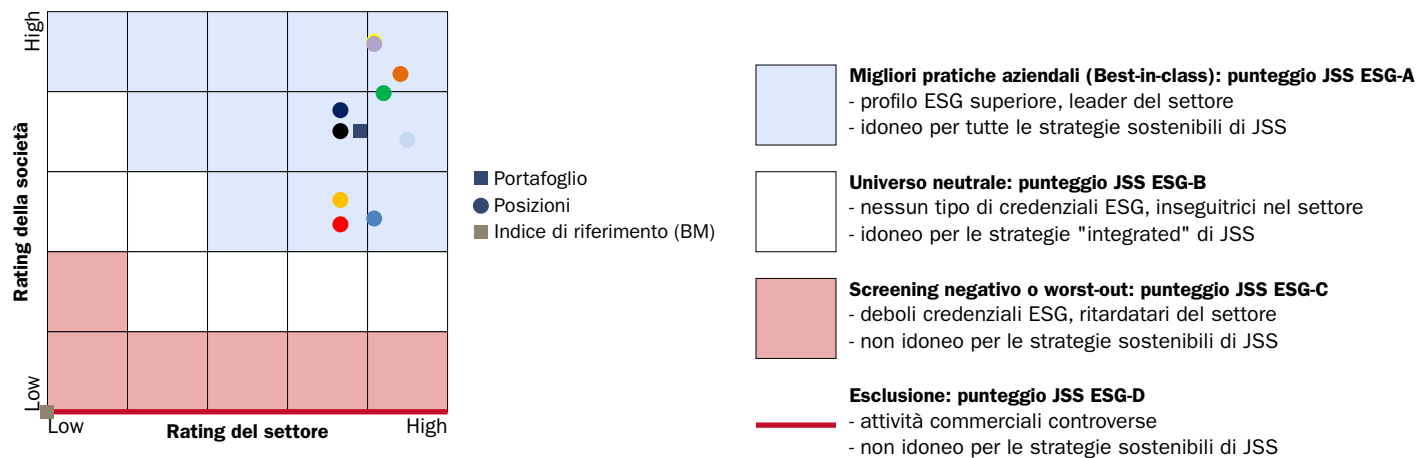 High
Rating della società
Low
Low
Rating del settore
High
Portafoglio
Posizioni
Indice di riferimento (BM)
Migliori pratiche aziendali (Best-in-class): punteggio JSS ESG-A
- profilo ESG superiore, leader del settore
- idoneo per tutte le strategie sostenibili di JSS
Universo neutrale: punteggio JSS ESG-B
- nessun tipo di credenziali ESG, inseguitrici nel settore
- idoneo per le strategie "integrated" di JSS
Screening negativo o worst-out: punteggio JSS ESG-C
- deboli credenziali ESG, ritardatari del settore
- non idoneo per le strategie sostenibili di JSS
Esclusione: punteggio JSS ESG-D
- attività commerciali controverse
- non idoneo per le strategie sostenibili di JSS